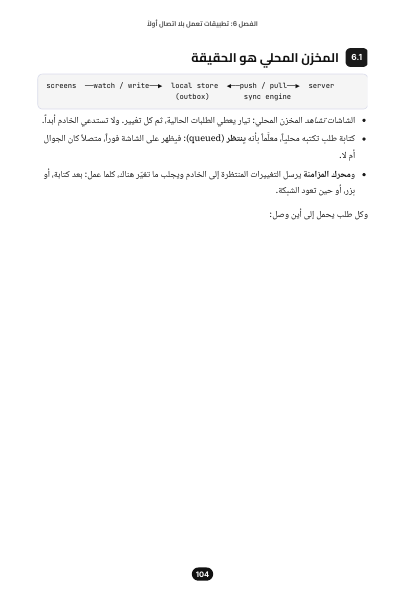 الفصل 6: تطبيقات تعمل بلا اتصال أولاً
6.1 المخزن المحلي هو الحقيقة
screens ──watch / write──▶ local store ◀──push / pull──▶ server
(outbox) sync engine
• الشاشات تشاهد المخزن المحلي: تيار يعطي الطلبات الحالية، ثم كل تغيير. ولا تستدعي الخادم أبداً.
• كتابة طلب تكتبه محلياً، معلَّماً بأنه ينتظر (queued): فيظهر على الشاشة فوراً، متصلاً كان الجوال
أم لا.
• ومحرك المزامنة يرسل التغييرات المنتظرة إلى الخادم ويجلب ما تغيّر هناك، كلما عمل: بعد كتابة، أو
بزر، أو حين تعود الشبكة.
وكل طلب يحمل إلى أين وصل:
104